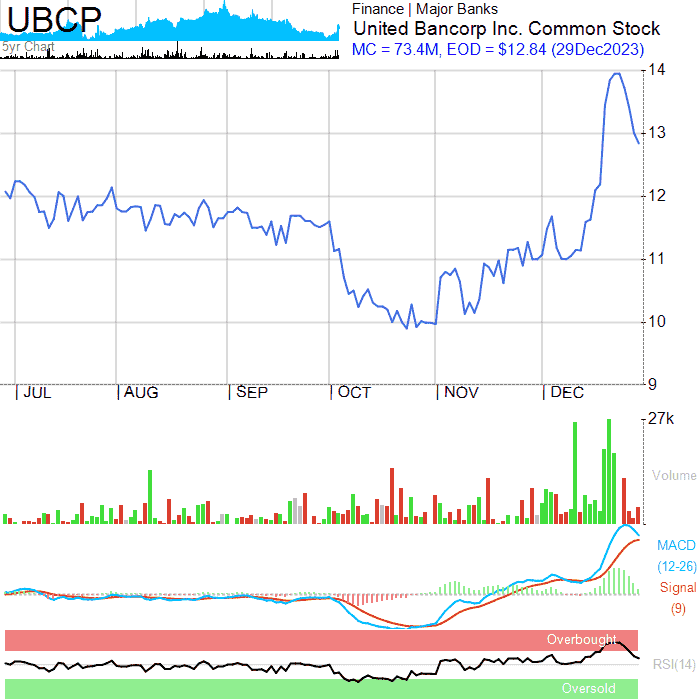 UBCP
5yr Chart
Finance | Major Banks
United Bancorp Inc. Common Stock
MC = 73.4M, EOD = $12.84 (29Dec2023)
14
13
12
11
10
9
JUL AUG SEP OCT NOV DEC
27k
Volume
MACD
(12-26)
Signal
(9)
Overbought
RSI(14)
Oversold